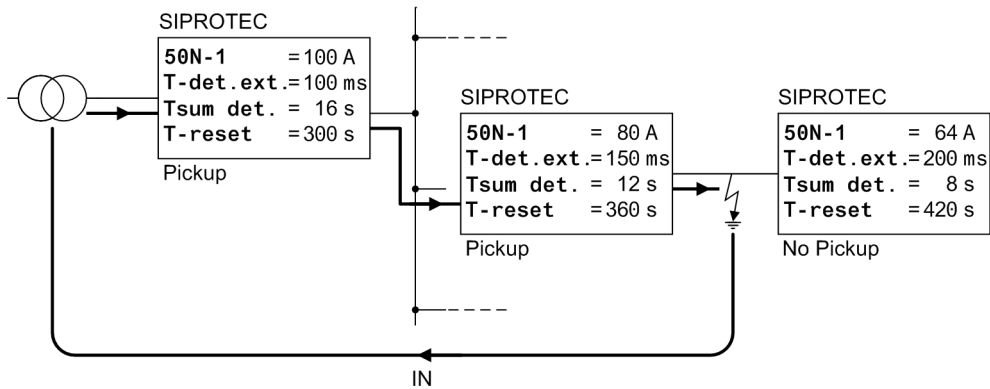 SIPROTEC
50N-1 = 100 A
T-det.ext. = 100 ms
Tsum det. = 16 s
T-reset = 300 s
Pickup
SIPROTEC
50N-1 = 80 A
T-det.ext. = 150 ms
Tsum det. = 12 s
T-reset = 360 s
Pickup
SIPROTEC
50N-1 = 64 A
T-det.ext. = 200 ms
Tsum det. = 8 s
T-reset = 420 s
No Pickup
IN